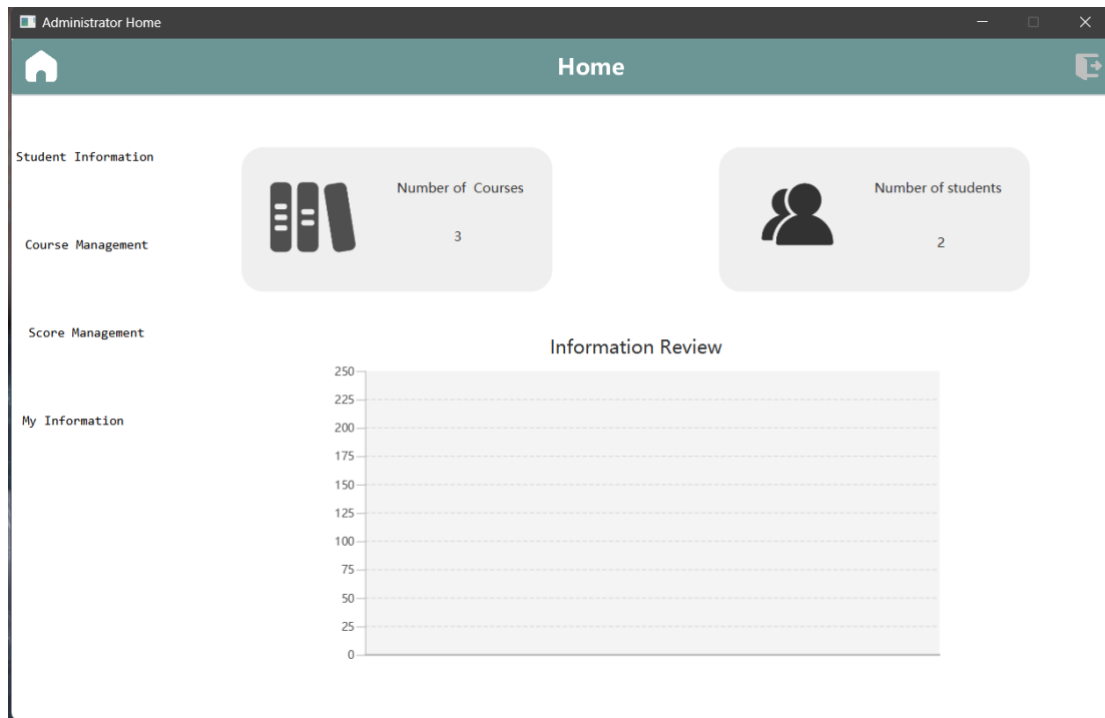 Administrator Home
Home
Student Information
Course Management
Score Management
My Information
Number of  Courses
3
Number of students
2
Information Review
250
225
200
175
150
125
100
75
50
25
0